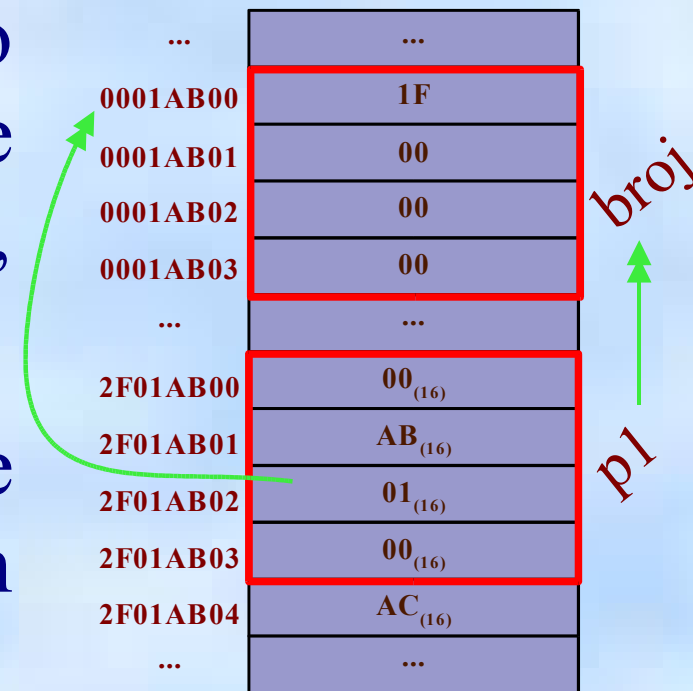 ... ...
0001AB00 1F
0001AB01 00
0001AB02 00
0001AB03 00
... ...
2F01AB00 00(16)
2F01AB01 AB(16)
2F01AB02 01(16)
2F01AB03 00(16)
2F01AB04 AC(16)
... ...
broj
p1